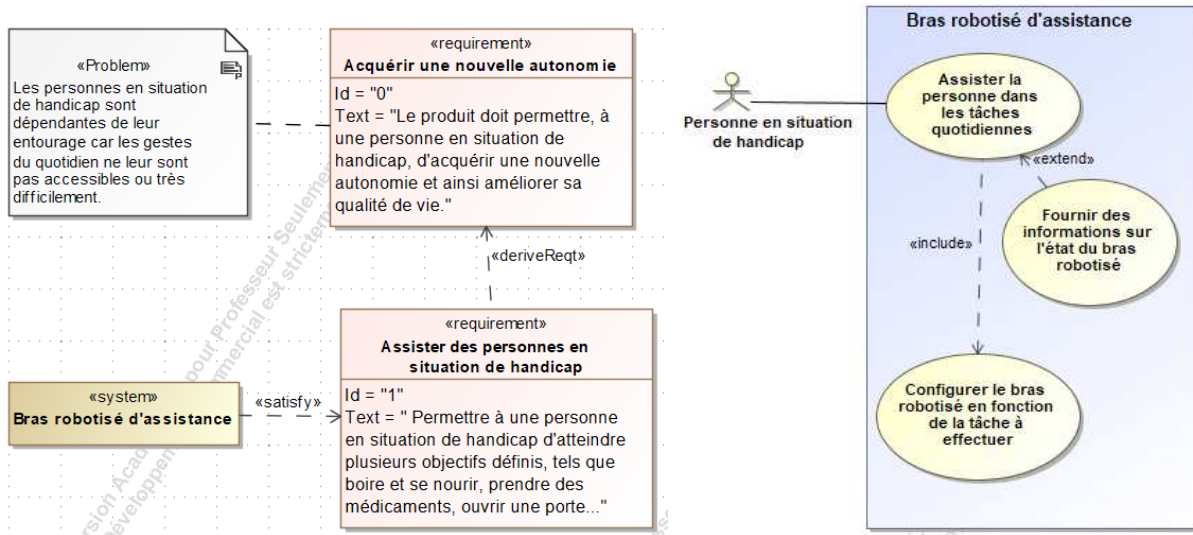 «Problem»
Les personnes en situation
de handicap sont
dépendantes de leur
entourage car les gestes
du quotidien ne leur sont
pas accessibles ou très
difficilement.
«requirement»
Acquérir une nouvelle autonomie
Id = "0"
Text = "Le produit doit permettre, à
une personne en situation de
handicap, d'acquérir une nouvelle
autonomie et ainsi améliorer sa
qualité de vie."
«deriveReqt»
«requirement»
Assister des personnes en
situation de handicap
Id = "1"
Text = " Permettre à une personne
en situation de handicap d'atteindre
plusieurs objectifs définis, tels que
boire et se nourir, prendre des
médicaments, ouvrir une porte..."
«system»
Bras robotisé d'assistance
«satisfy»
pour Professeur Seulement
Bras robotisé d'assistance
Personne en situation
de handicap
Assister la
personne dans
les tâches
quotidiennes
«extend»
Fournir des
informations sur
l'état du bras
robotisé
«include»
Configurer le bras
robotisé en fonction
de la tâche à
effectuer